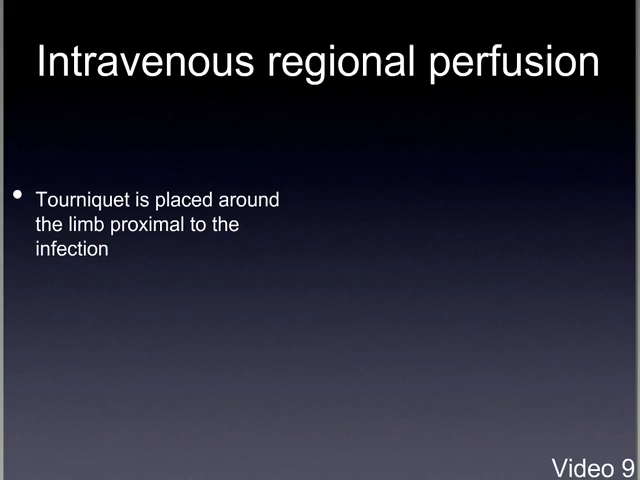 Intravenous regional perfusion
• Tourniquet is placed around
the limb proximal to the
infection
Video 9